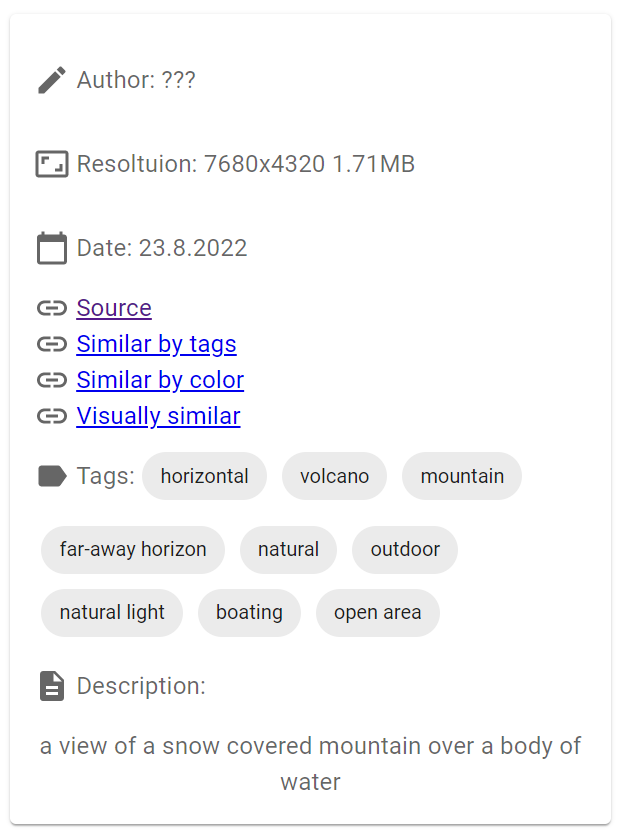 Author: ???
Resoltuion: 7680x4320 1.71MB
Date: 23.8.2022
Source
Similar by tags
Similar by color
Visually similar
Tags: horizontal volcano mountain
far-away horizon natural outdoor
natural light boating open area
Description:
a view of a snow covered mountain over a body of
water